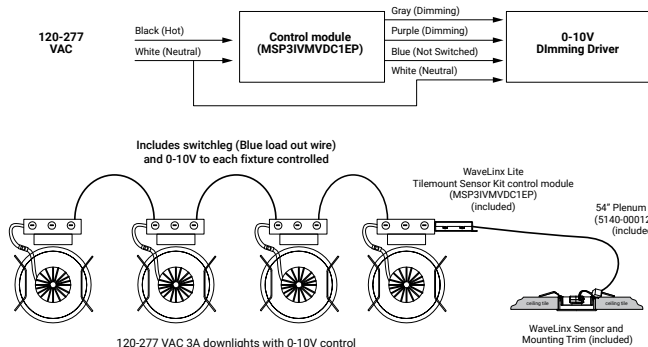 120-277
VAC
Black (Hot)
White (Neutral)
Control module
(MSP3IVMVDC1EP)
Gray (Dimming)
Purple (Dimming)
Blue (Not Switched)
White (Neutral)
0-10V
DImming Driver
Includes switchleg (Blue load out wire)
and 0-10V to each fixture controlled
WaveLinx Lite
Tilemount Sensor Kit control module
(MSP3IVMVDC1EP)
(included)
54" Plenum
(5140-00012
(include
ceiling tile
ceiling tile
WaveLinx Sensor and
Mounting Trim (included)
120-277 VAC 3A downlights with 0-10V control